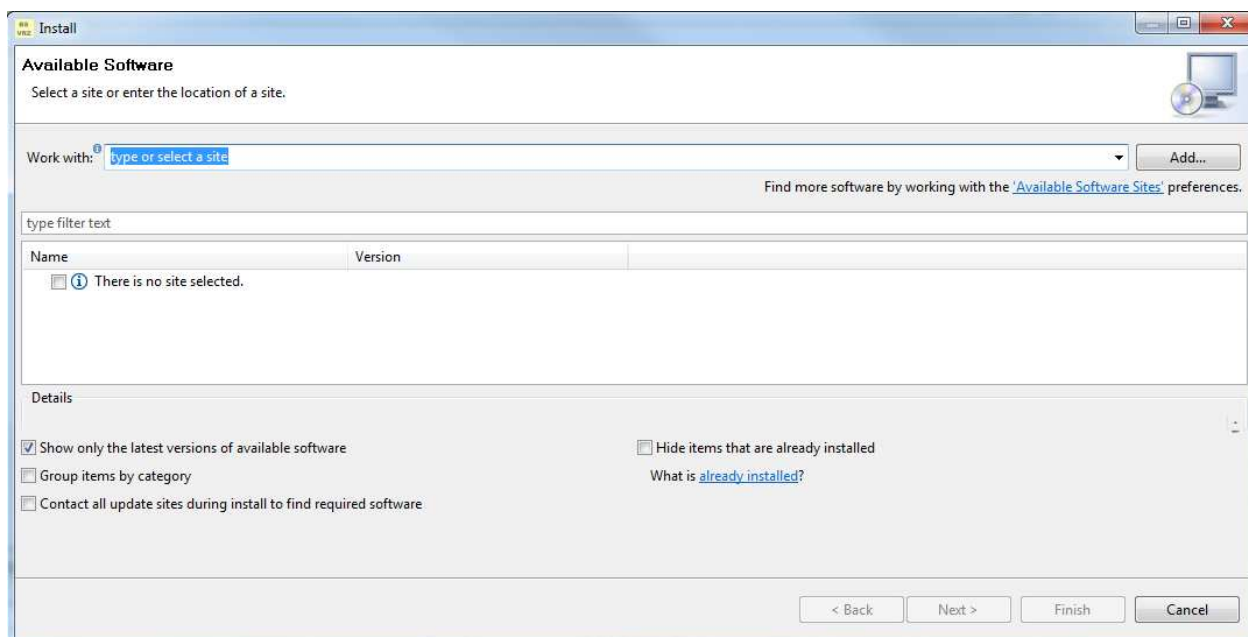 Install
Available Software
Select a site or enter the location of a site.
Work with: type or select a site Add...
Find more software by working with the 'Available Software Sites' preferences.
type filter text
Name Version
There is no site selected.
Details
Show only the latest versions of available software Hide items that are already installed
Group items by category What is already installed?
Contact all update sites during install to find required software
< Back Next > Finish Cancel